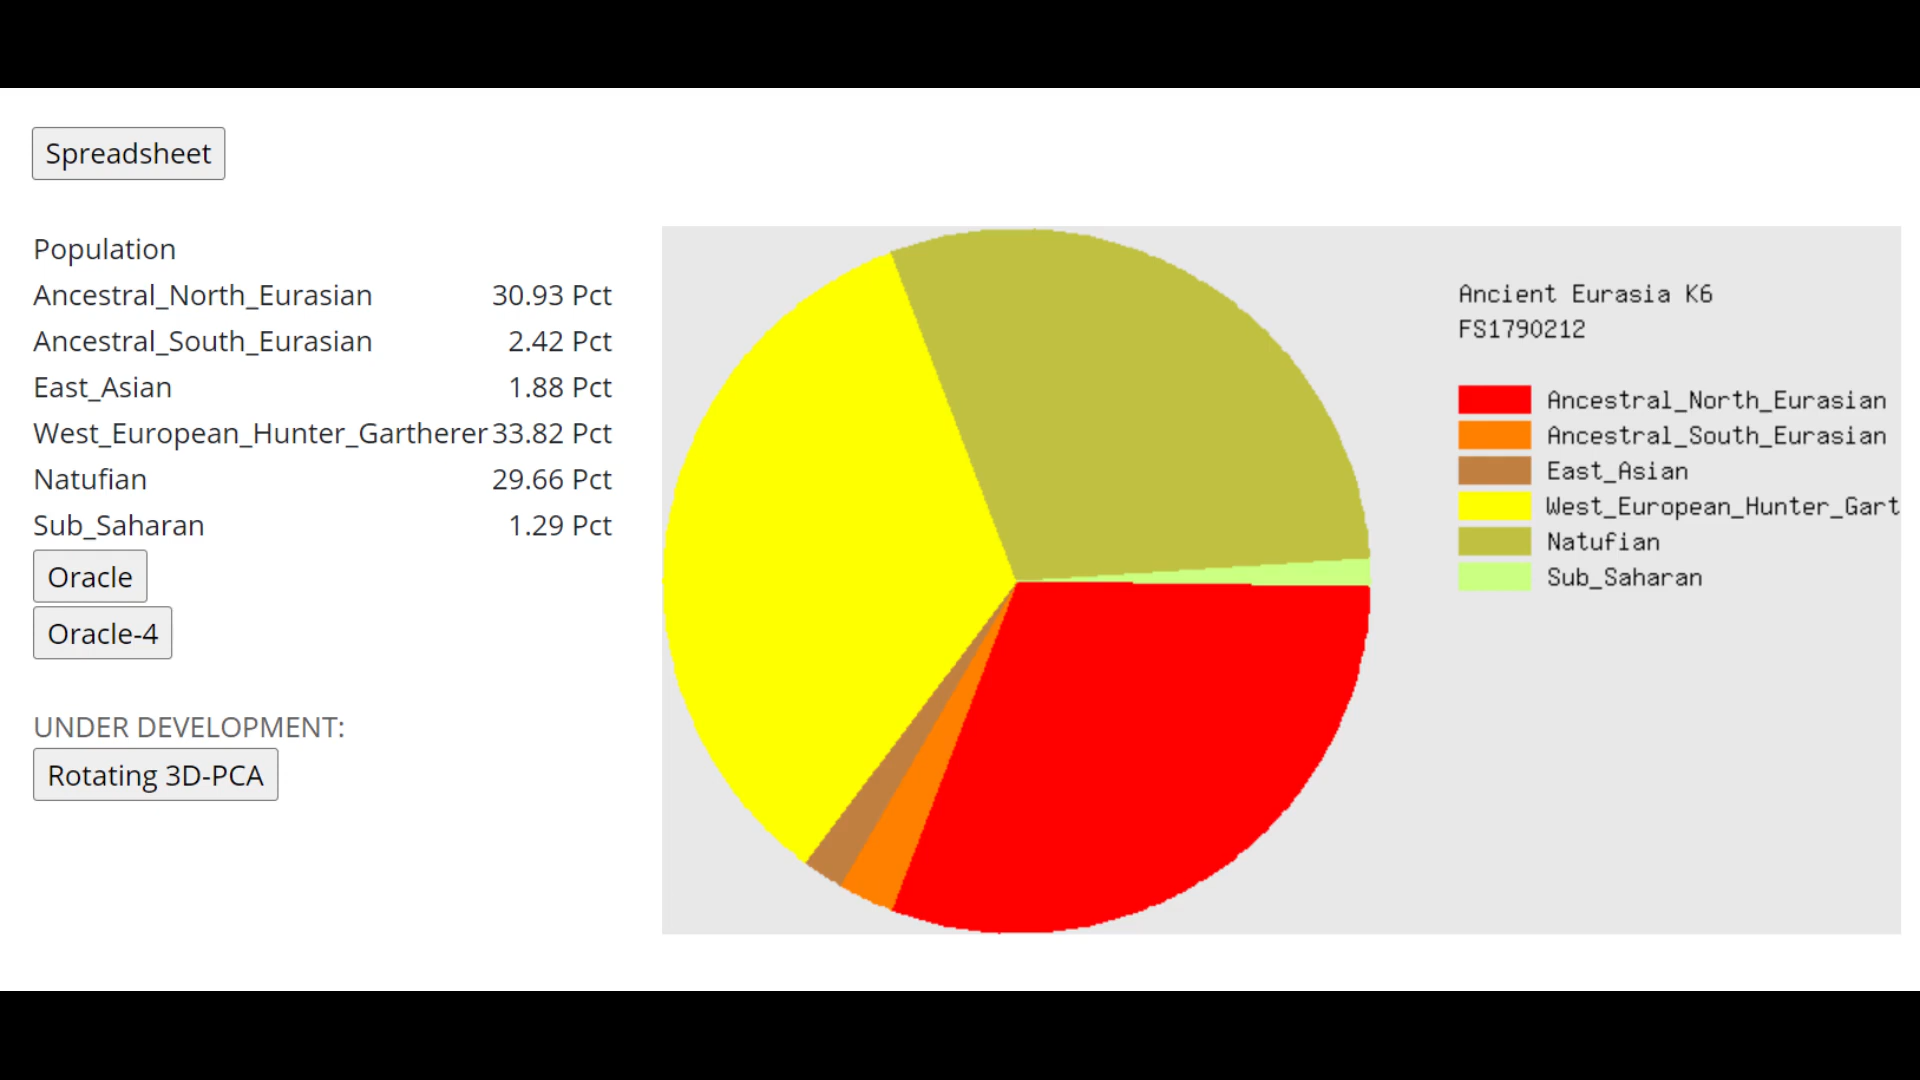 Spreadsheet
Population
Ancestral_North_Eurasian 30.93 Pct
Ancestral_South_Eurasian 2.42 Pct
East_Asian 1.88 Pct
West_European_Hunter_Gartherer 33.82 Pct
Natufian 29.66 Pct
Sub_Saharan 1.29 Pct
Oracle
Oracle-4
UNDER DEVELOPMENT:
Rotating 3D-PCA
Ancient Eurasia K6
FS1790212
Ancestral_North_Eurasian
Ancestral_South_Eurasian
East_Asian
West_European_Hunter_Gart
Natufian
Sub_Saharan